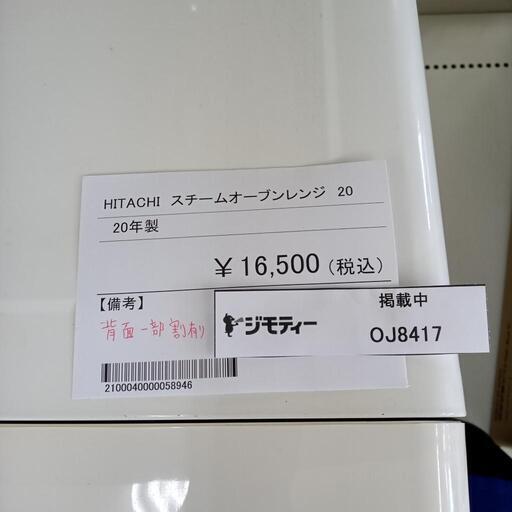 HITACHI スチームオーブンレンジ 20
20年製
￥16,500（税込）
【備考】
背面一部割有り
2100040000058946
ジモティー
掲載中
OJ8417